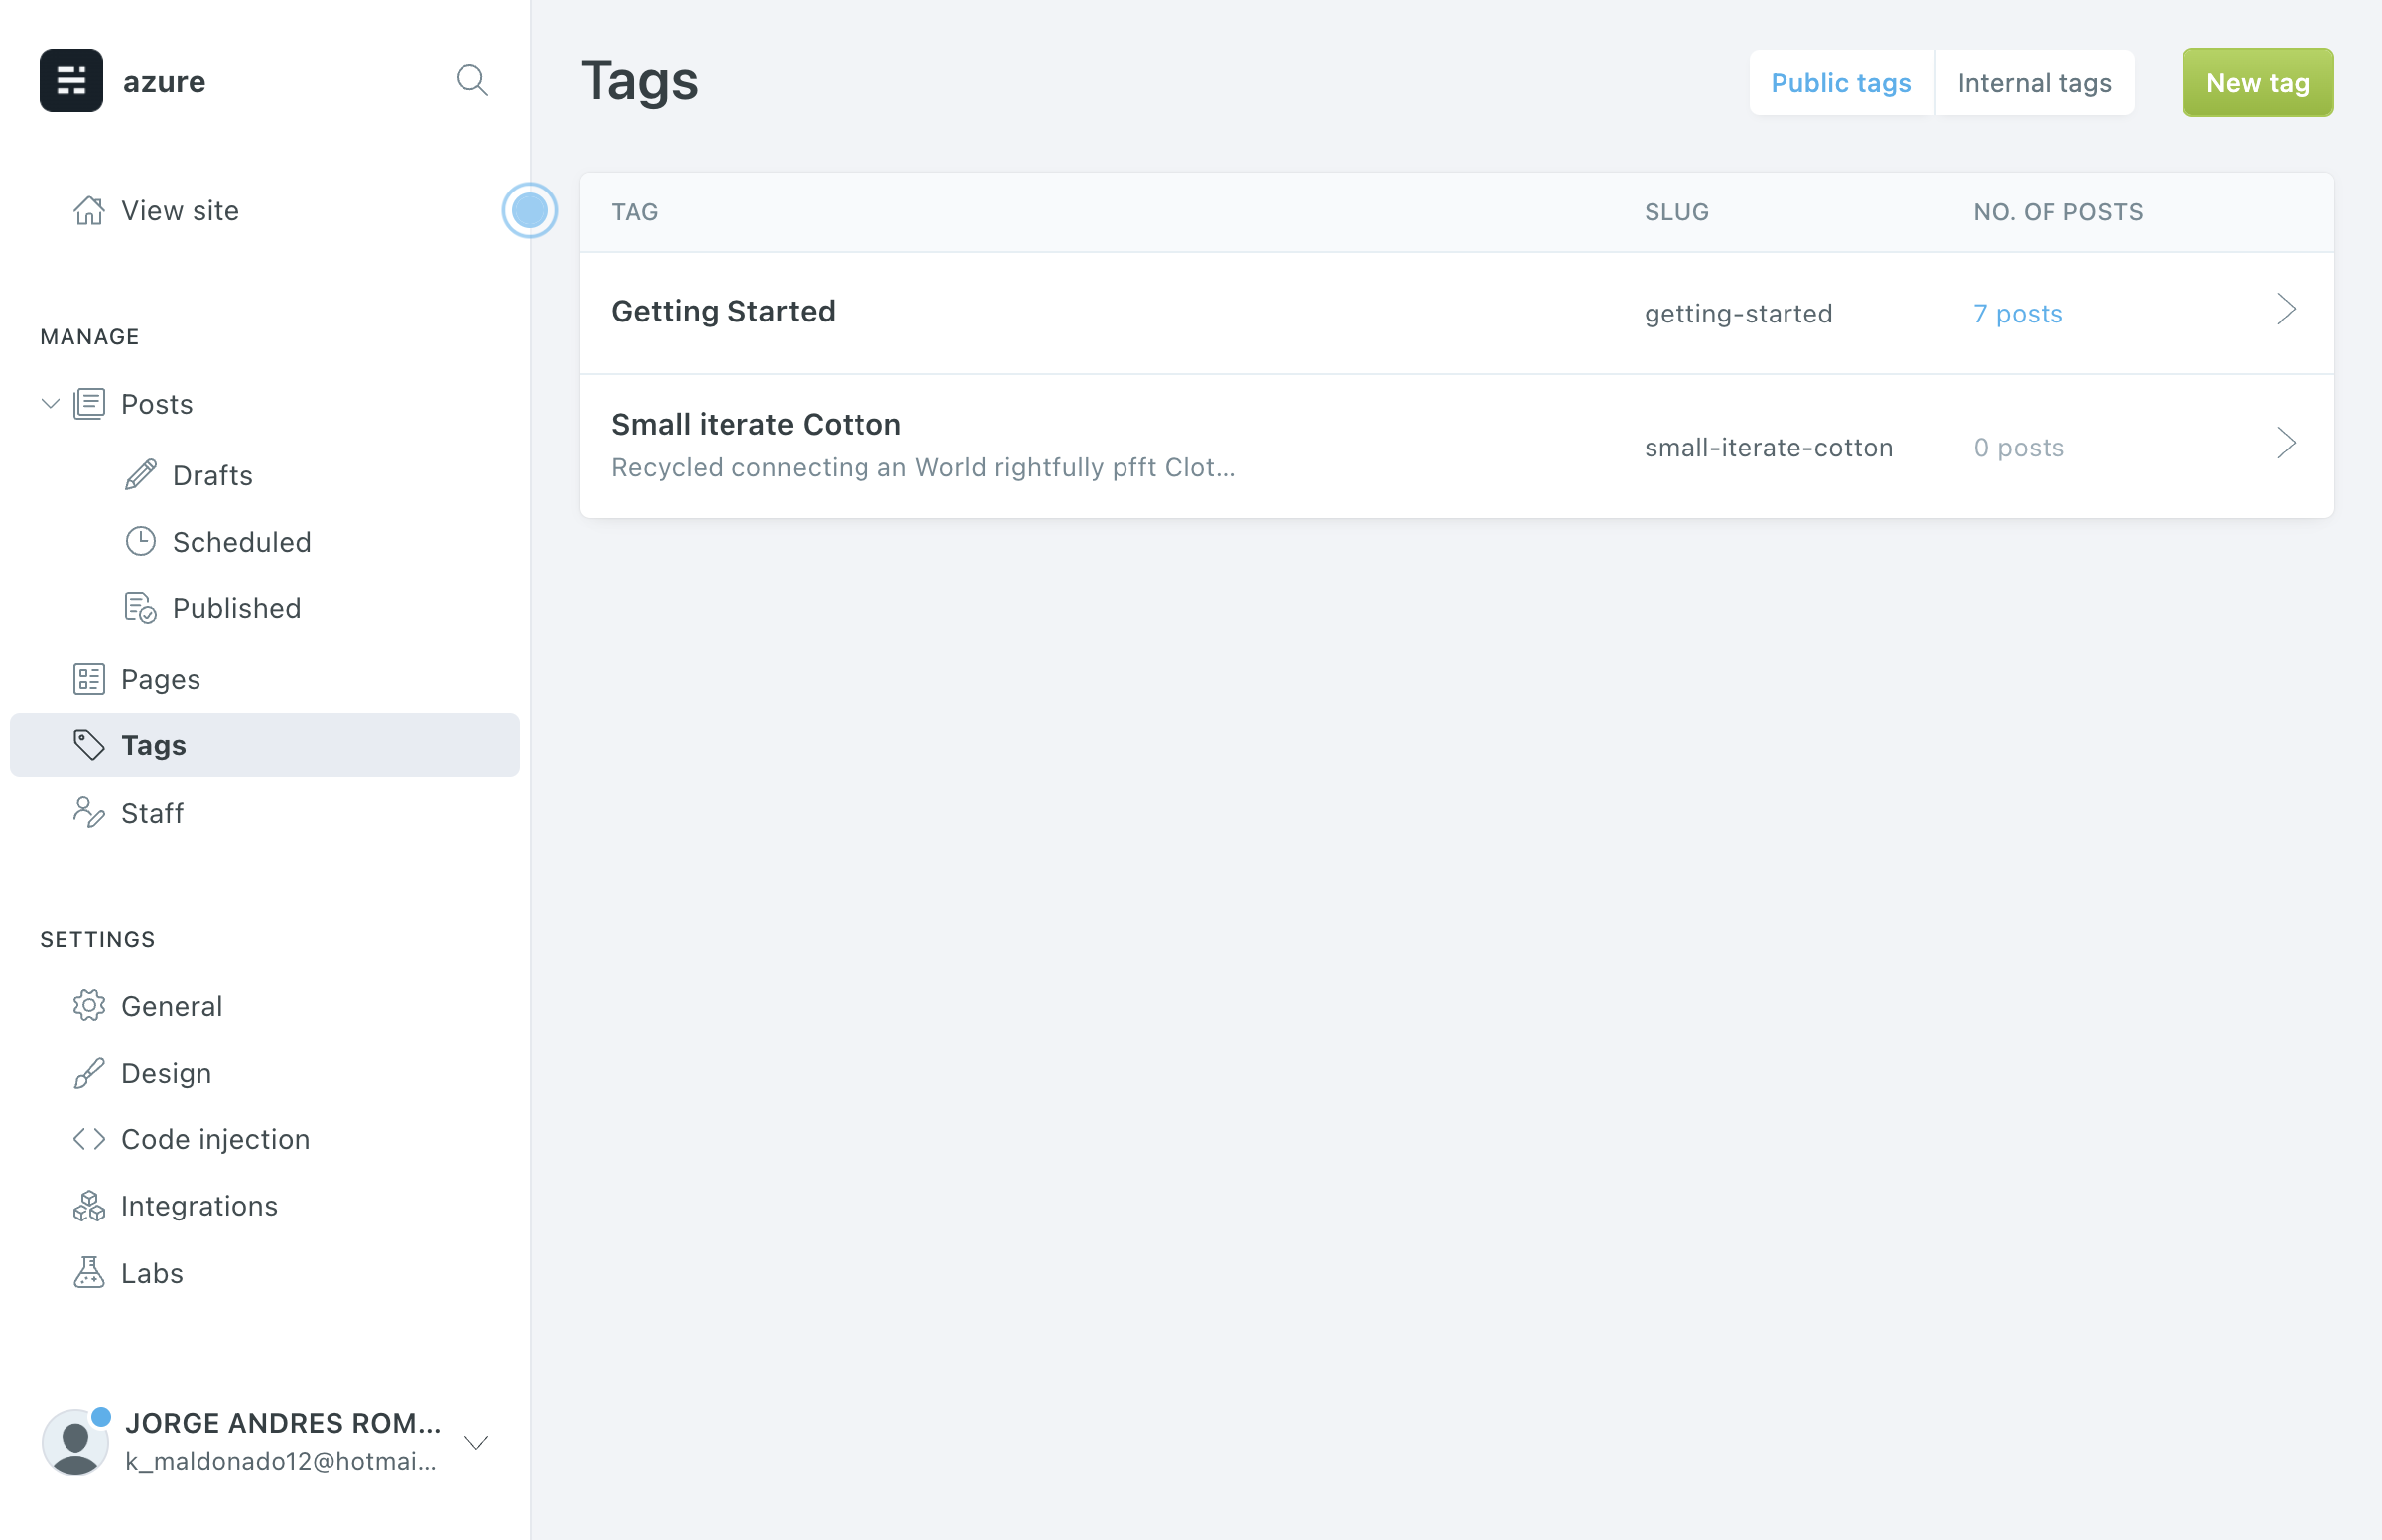 azure
View site
MANAGE
Posts
Drafts
Scheduled
Published
Pages
Tags
Staff
SETTINGS
General
Design
Code injection
Integrations
Labs
JORGE ANDRES ROM...
k_maldonado12@hotmai...
Tags
Public tags
Internal tags
New tag
TAG SLUG NO. OF POSTS
Getting Started getting-started 7 posts
Small iterate Cotton
Recycled connecting an World rightfully pfft Clot...
small-iterate-cotton 0 posts